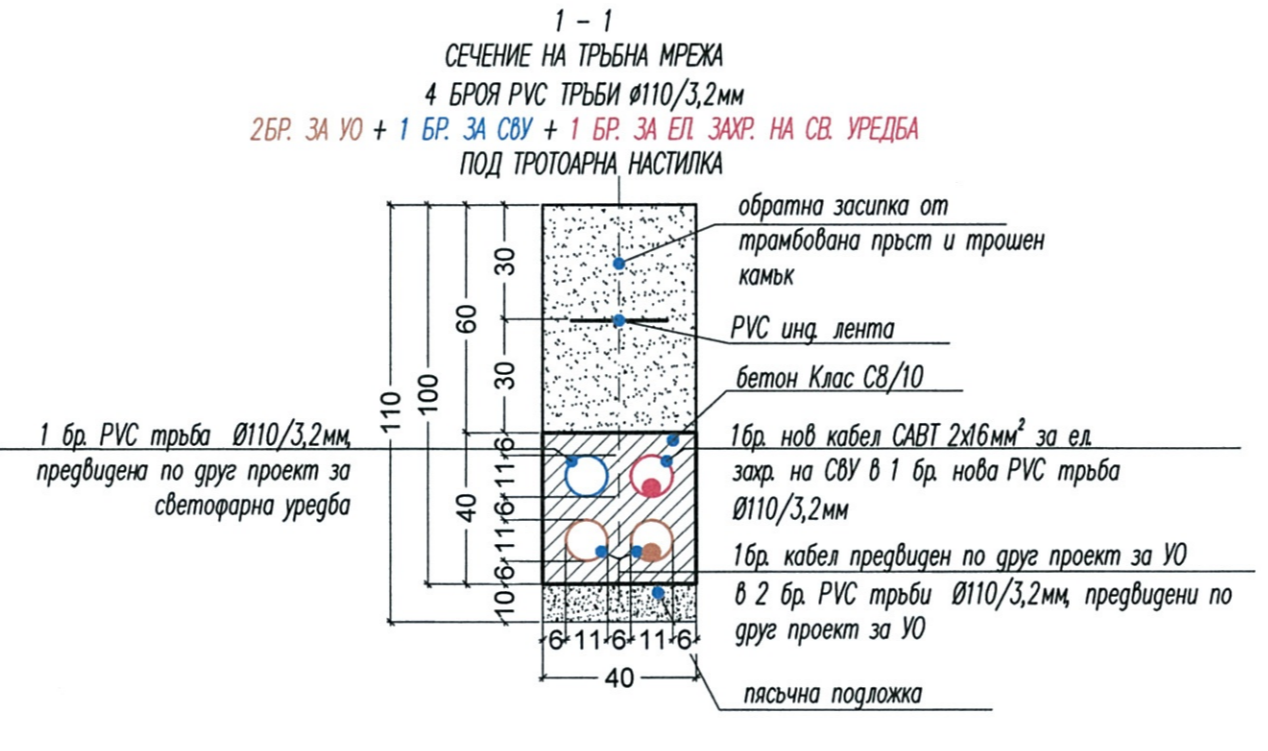 1 - 1
СЕЧЕНИЕ НА ТРЪБНА МРЕЖА
4 БРОЯ PVC ТРЪБИ ø110/3,2мм
2БР. ЗА УО + 1 БР. ЗА СВУ + 1 БР. ЗА ЕЛ. ЗАХР. НА СВ. УРЕДБА
ПОД ТРОТОАРНА НАСТИЛКА
обратна засипка от
трамбована пръст и трошен
камък
PVC инд. лента
бетон Клас C8/10
1 бр. PVC тръба Ø110/3,2мм,
предвидена по друг проект за
светофарна уредба
1бр. нов кабел САВТ 2x16мм² за ел.
захр. на СВУ в 1 бр. нова PVC тръба
Ø110/3,2мм
1бр. кабел предвиден по друг проект за УО
в 2 бр. PVC тръби Ø110/3,2мм, предвидени по
друг проект за УО
пясъчна подложка
110
100
60
40
30
30
6
11
6
11
6
10
6 11 6 11 6
40